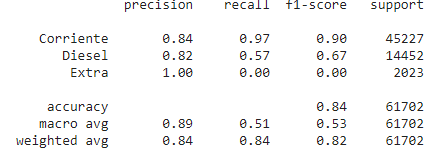 precision recall f1-score support
Corriente 0.84 0.97 0.90 45227
Diesel 0.82 0.57 0.67 14452
Extra 1.00 0.00 0.00 2023
accuracy 0.84 61702
macro avg 0.89 0.51 0.53 61702
weighted avg 0.84 0.84 0.82 61702